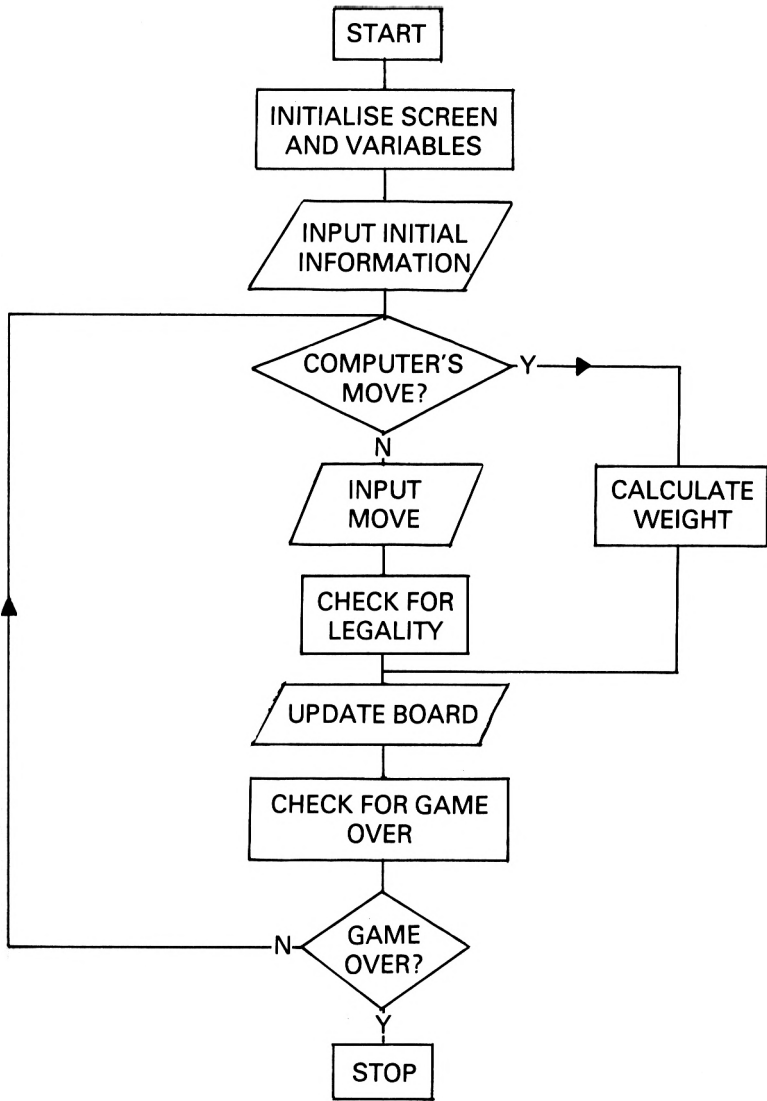 START
INITIALISE SCREEN
AND VARIABLES
INPUT INITIAL
INFORMATION
COMPUTER'S
MOVE?
Y
N
INPUT
MOVE
CALCULATE
WEIGHT
CHECK FOR
LEGALITY
UPDATE BOARD
CHECK FOR GAME
OVER
GAME
OVER?
N
Y
STOP